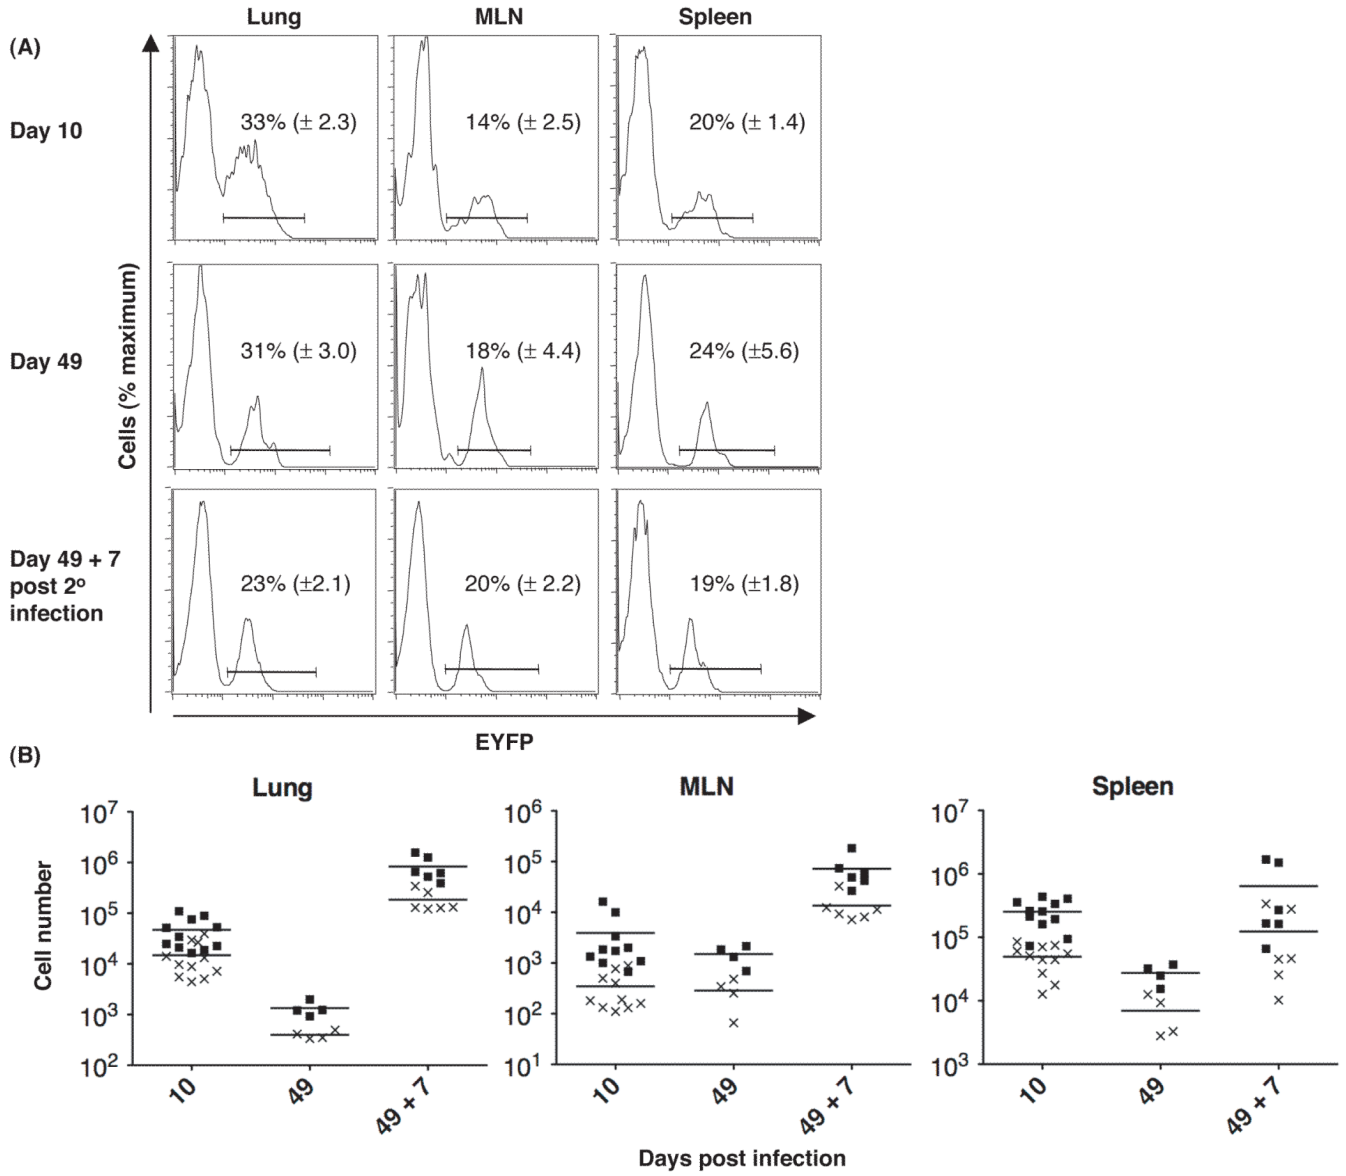 Lung MLN Spleen
(A)
Day 10
33% (± 2.3) 14% (± 2.5) 20% (± 1.4)
Day 49
31% (± 3.0) 18% (± 4.4) 24% (±5.6)
Cells (% maximum)
Day 49 + 7
post 2º
infection
23% (±2.1) 20% (± 2.2) 19% (±1.8)
EYFP
(B)
Lung MLN Spleen
Cell number
10⁷
10⁶
10⁵
10⁴
10³
10²
10 49 49 + 7
10⁶
10⁵
10⁴
10³
10²
10¹
10 49 49 + 7
10⁷
10⁶
10⁵
10⁴
10³
10 49 49 + 7
Days post infection